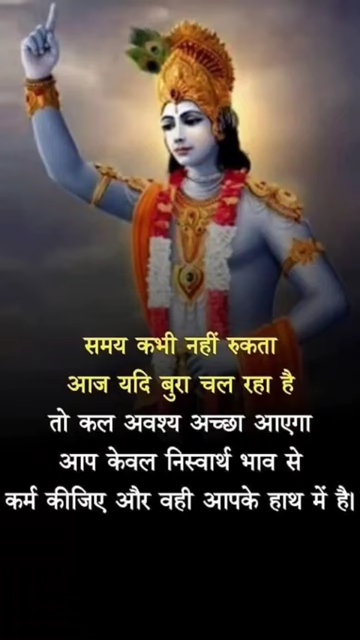 समय कभी नहीं रुकता
आज यदि बुरा चल रहा है
तो कल अवश्य अच्छा आएगा
आप केवल निस्वार्थ भाव से
कर्म कीजिए और वही आपके हाथ में है।